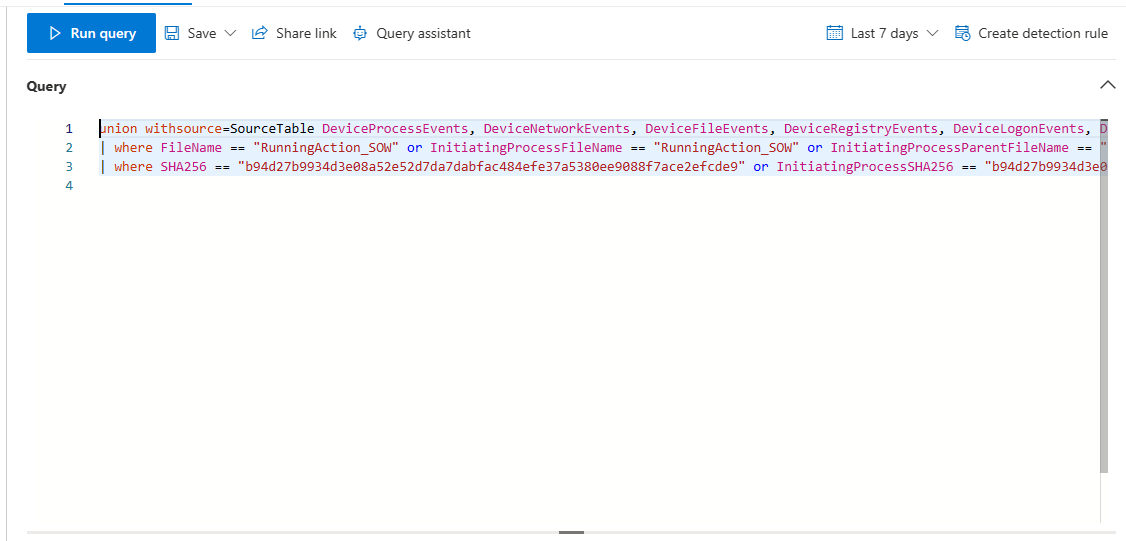 Run query Save Share link Query assistant Last 7 days Create detection rule
Query
1 union withsource=SourceTable DeviceProcessEvents, DeviceNetworkEvents, DeviceFileEvents, DeviceRegistryEvents, DeviceLogonEvents, D
2 | where FileName == "RunningAction_SOW" or InitiatingProcessFileName == "RunningAction_SOW" or InitiatingProcessParentFileName == "
3 | where SHA256 == "b94d27b9934d3e08a52e52d7da7dabfac484efe37a5380ee9088f7ace2efcde9" or InitiatingProcessSHA256 == "b94d27b9934d3e0
4